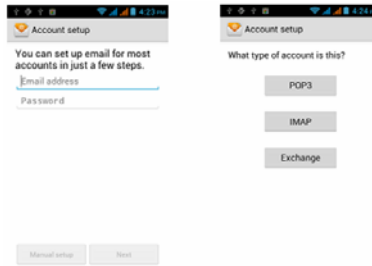 4:23 PM
Account setup
You can set up email for most
accounts in just a few steps.
Email address
Password
Manual setup
Next
4:24
Account setup
What type of account is this?
POP3
IMAP
Exchange